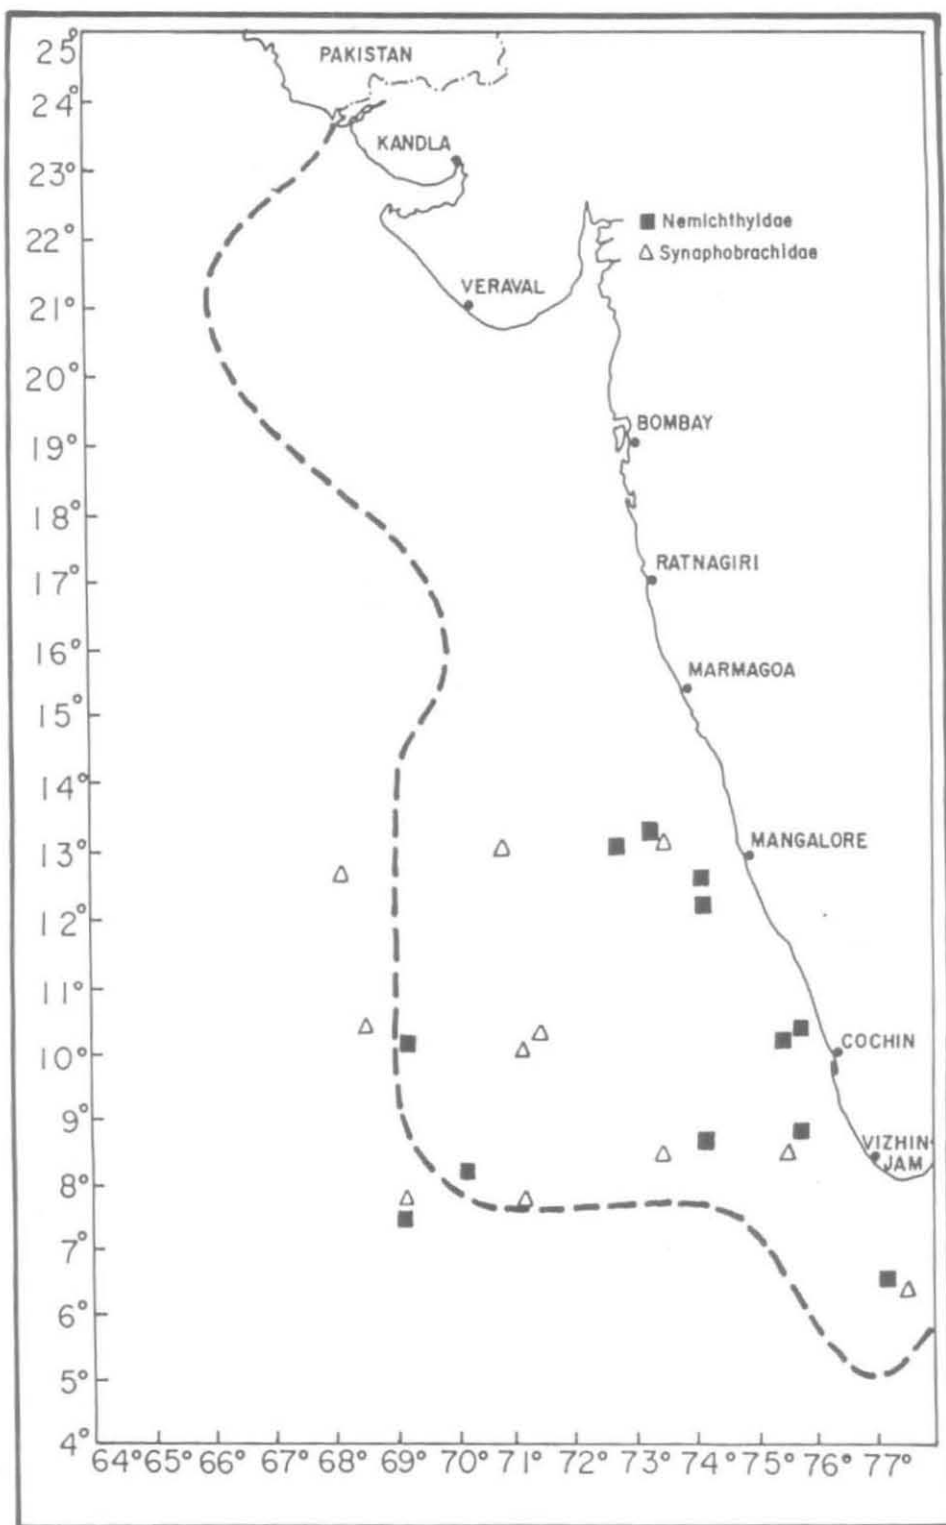 25°
PAKISTAN
24°
KANDLA
23°
■ Nemichthyidae
22°
△ Synaphobrachidae
VERAVAL
21°
20°
BOMBAY
19°
18°
RATNAGIRI
17°
16°
MARMAGOA
15°
14°
13°
MANGALORE
12°
11°
10°
COCHIN
9°
VIZHIN-
JAM
8°
7°
6°
5°
4°
64° 65° 66° 67° 68° 69° 70° 71° 72° 73° 74° 75° 76° 77°